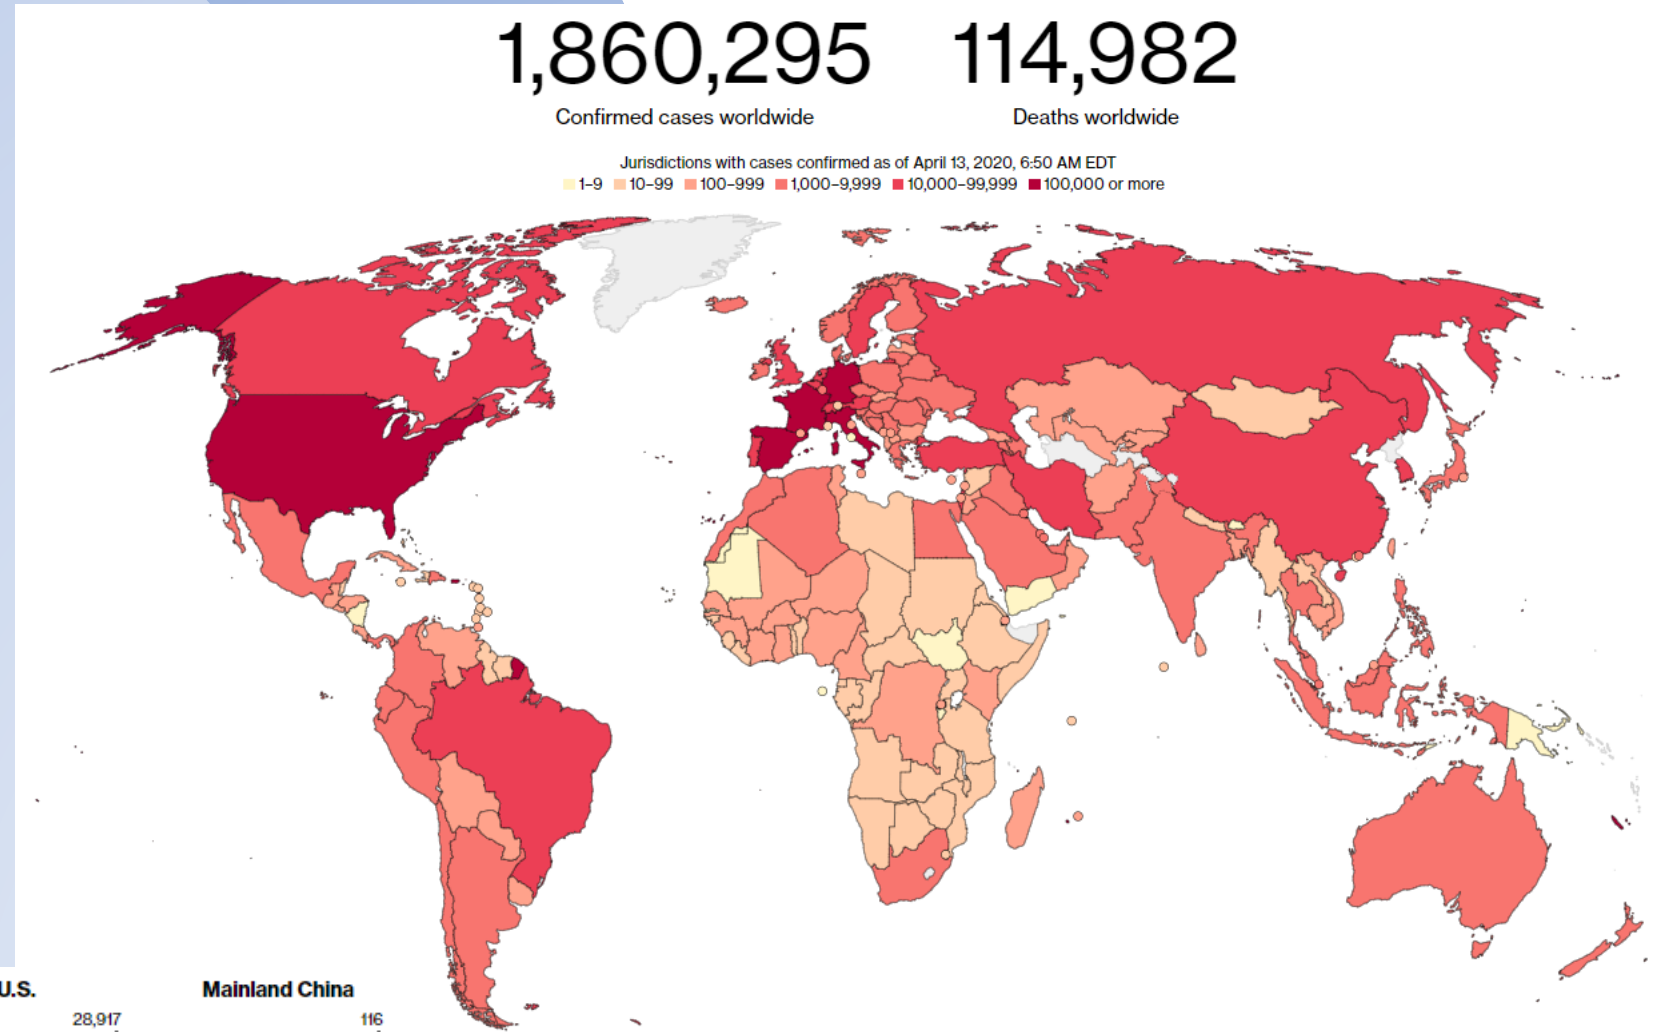 1,860,295 114,982
Confirmed cases worldwide Deaths worldwide
Jurisdictions with cases confirmed as of April 13, 2020, 6:50 AM EDT
1–9 10–99 100–999 1,000–9,999 10,000–99,999 100,000 or more
U.S. Mainland China
28,917 116